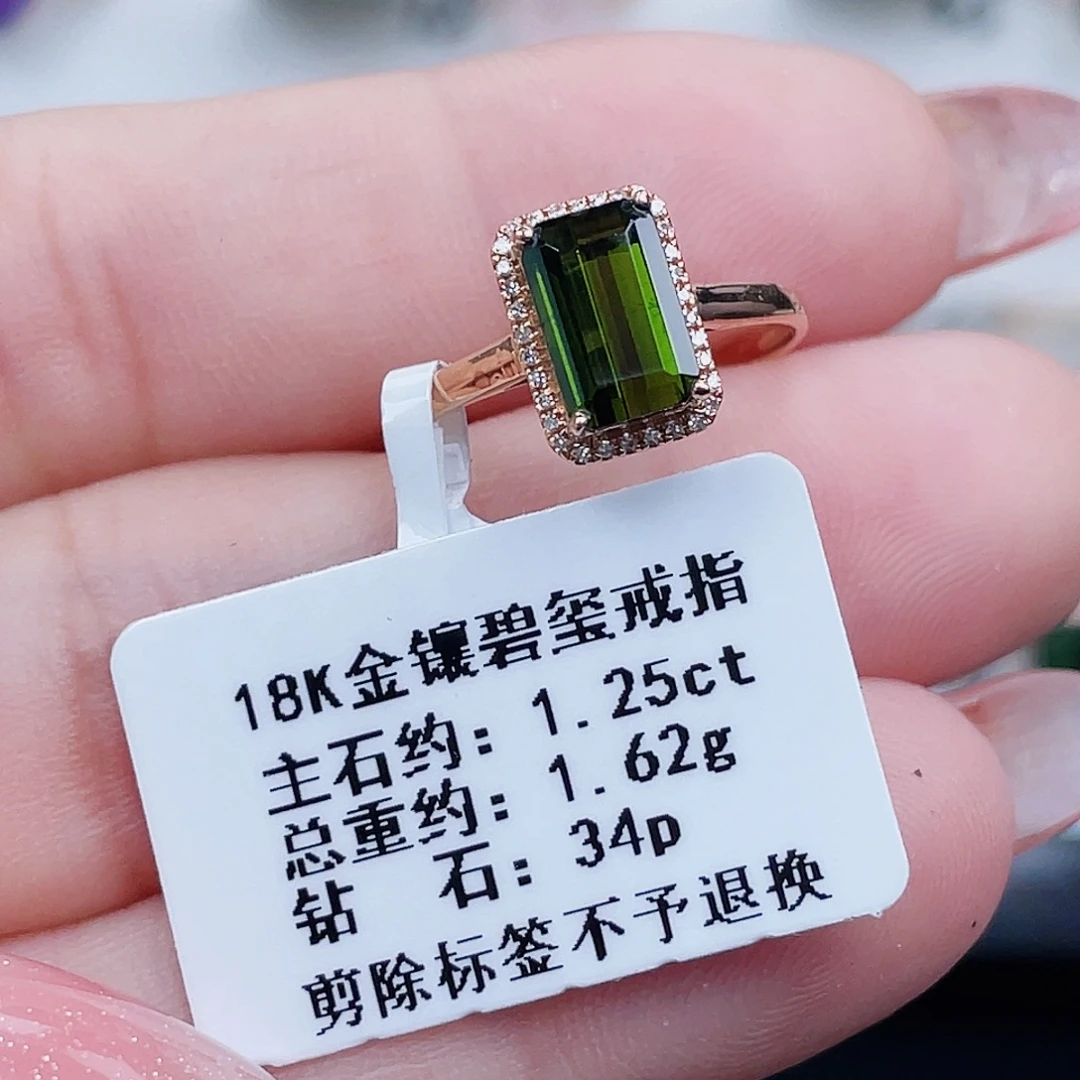 18K金镶碧玺戒指
主石约：1.25ct
总重约：1.62g
钻 石：34p
剪除标签不予退换